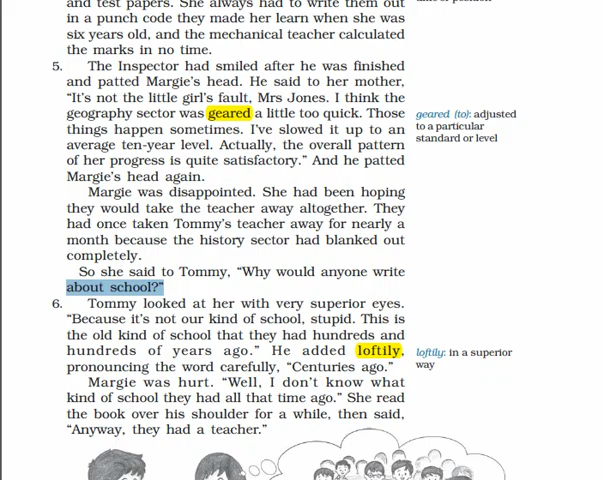 and test papers. She always had to write them out
in a punch code they made her learn when she was
six years old, and the mechanical teacher calculated
the marks in no time.
5. The Inspector had smiled after he was finished
and patted Margie's head. He said to her mother,
“It's not the little girl's fault, Mrs Jones. I think the
geography sector was geared a little too quick. Those
things happen sometimes. I've slowed it up to an
average ten-year level. Actually, the overall pattern
of her progress is quite satisfactory.” And he patted
Margie's head again.
geared (to): adjusted
to a particular
standard or level
Margie was disappointed. She had been hoping
they would take the teacher away altogether. They
had once taken Tommy's teacher away for nearly a
month because the history sector had blanked out
completely.
So she said to Tommy, “Why would anyone write
about school?”
6. Tommy looked at her with very superior eyes.
“Because it's not our kind of school, stupid. This is
the old kind of school that they had hundreds and
hundreds of years ago.” He added loftily,
pronouncing the word carefully, “Centuries ago.”
loftily: in a superior
way
Margie was hurt. “Well, I don't know what
kind of school they had all that time ago.” She read
the book over his shoulder for a while, then said,
“Anyway, they had a teacher.”